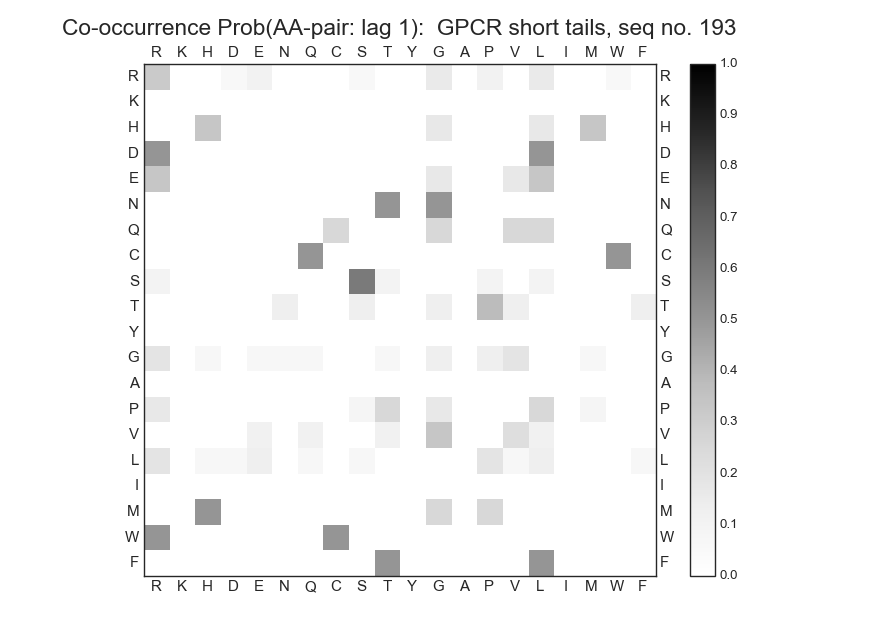 Co-occurrence Prob(AA-pair: lag 1):  GPCR short tails, seq no. 193
R K H D E N Q C S T Y G A P V L I M W F
R R
K K
H H
D D
E E
N N
Q Q
C C
S S
T T
Y Y
G G
A A
P P
V V
L L
I I
M M
W W
F F
R K H D E N Q C S T Y G A P V L I M W F
1.0
0.9
0.8
0.7
0.6
0.5
0.4
0.3
0.2
0.1
0.0